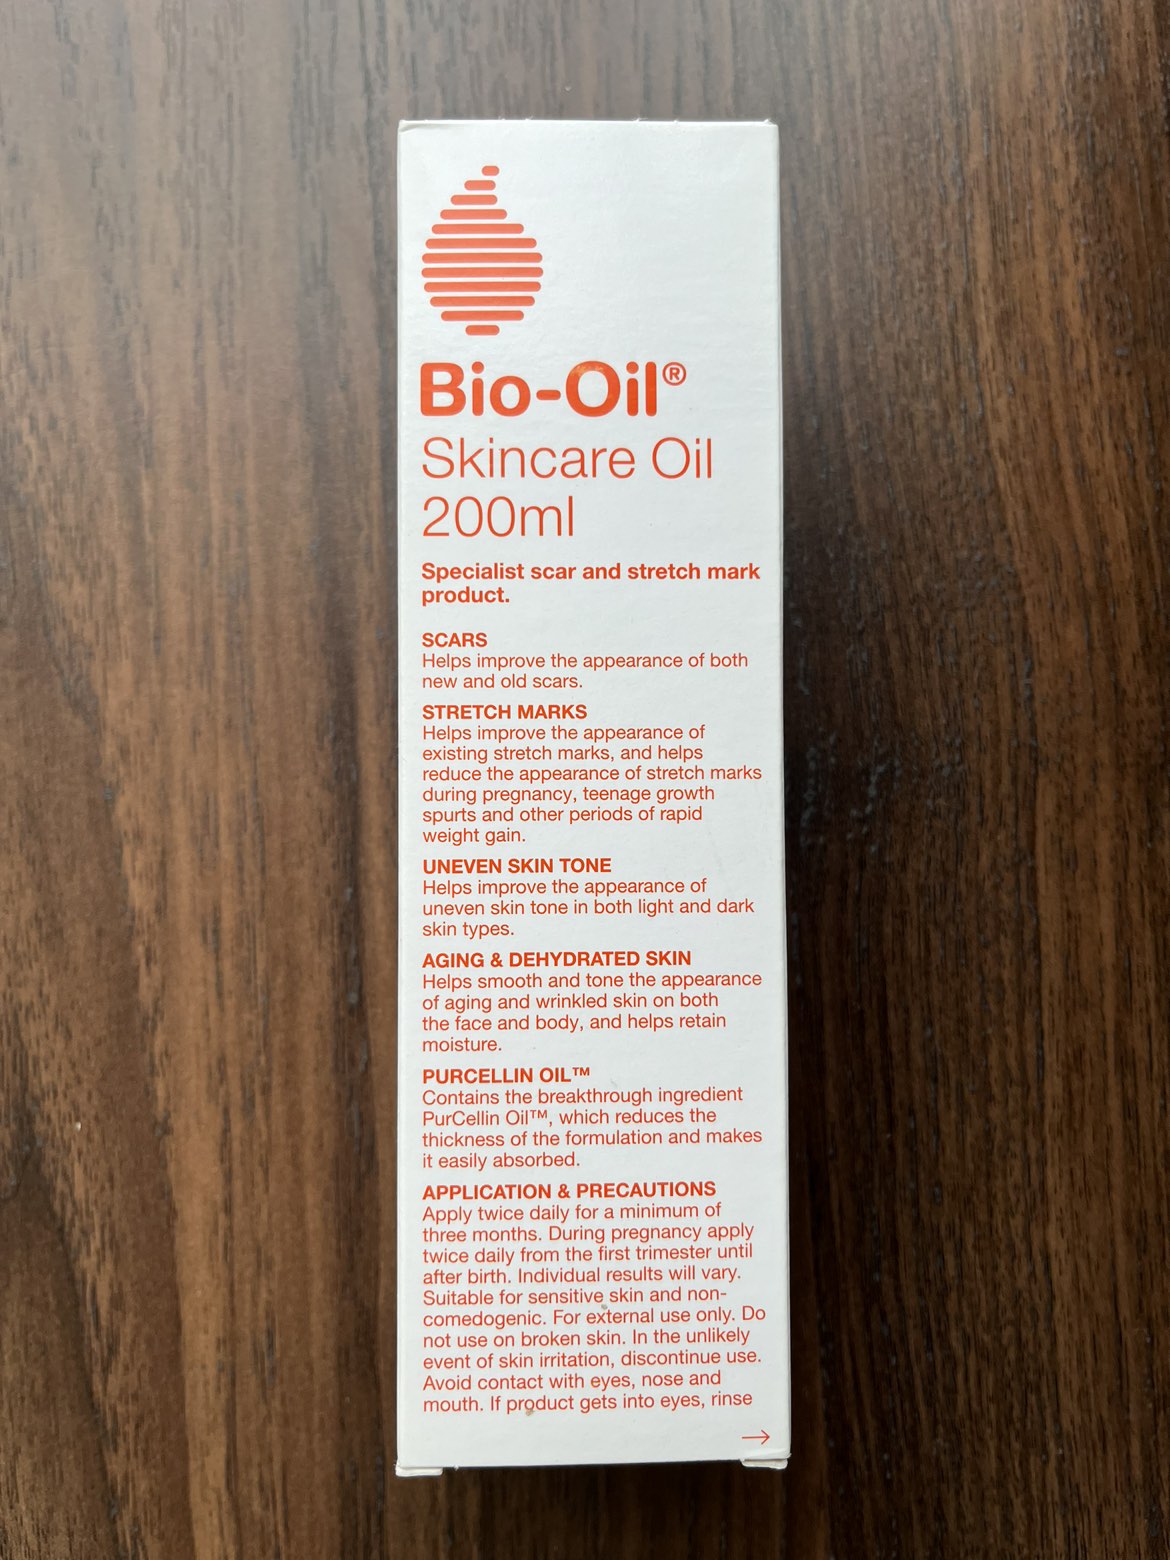 Bio-Oil®
Skincare Oil
200ml
Specialist scar and stretch mark
product.
SCARS
Helps improve the appearance of both
new and old scars.
STRETCH MARKS
Helps improve the appearance of
existing stretch marks, and helps
reduce the appearance of stretch marks
during pregnancy, teenage growth
spurts and other periods of rapid
weight gain.
UNEVEN SKIN TONE
Helps improve the appearance of
uneven skin tone in both light and dark
skin types.
AGING & DEHYDRATED SKIN
Helps smooth and tone the appearance
of aging and wrinkled skin on both
the face and body, and helps retain
moisture.
PURCELLIN OIL™
Contains the breakthrough ingredient
PurCellin Oil™, which reduces the
thickness of the formulation and makes
it easily absorbed.
APPLICATION & PRECAUTIONS
Apply twice daily for a minimum of
three months. During pregnancy apply
twice daily from the first trimester until
after birth. Individual results will vary.
Suitable for sensitive skin and non-
comedogenic. For external use only. Do
not use on broken skin. In the unlikely
event of skin irritation, discontinue use.
Avoid contact with eyes, nose and
mouth. If product gets into eyes, rinse
→